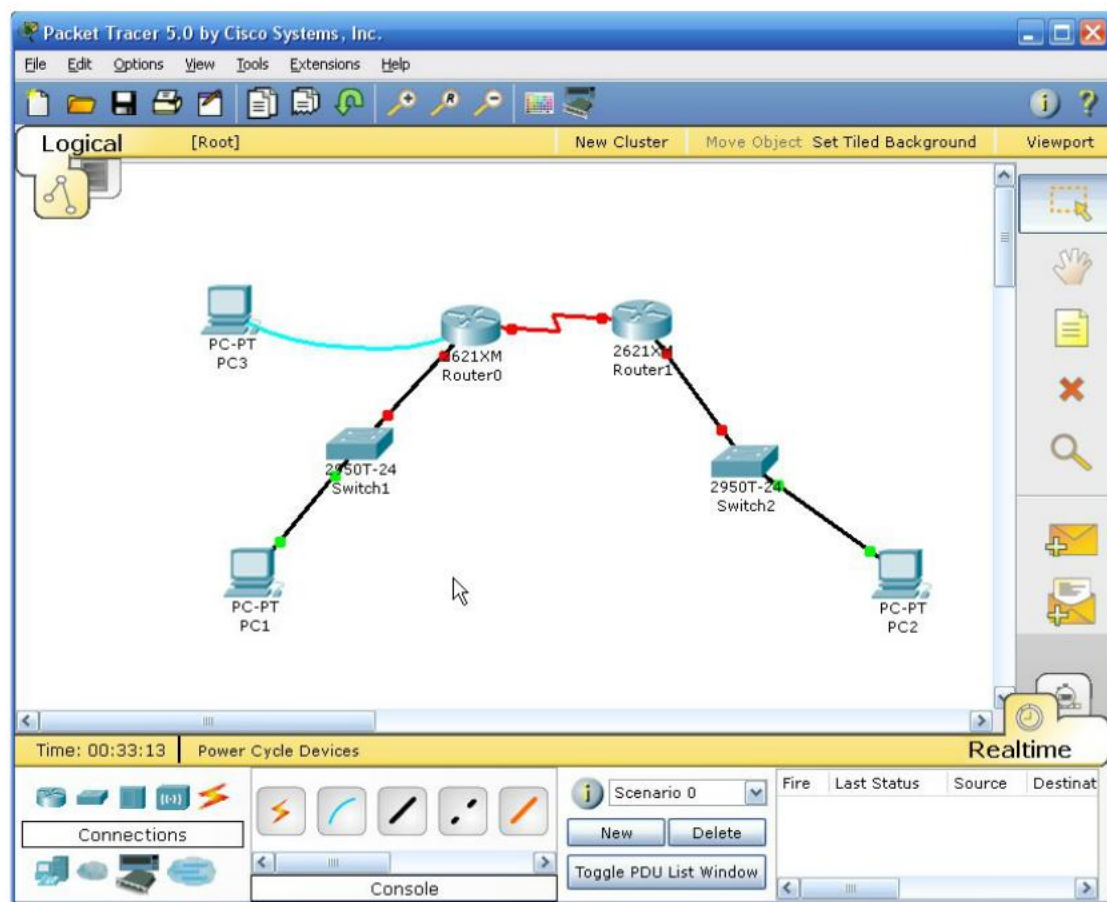 Packet Tracer 5.0 by Cisco Systems, Inc.
File Edit Options View Tools Extensions Help
Logical [Root] New Cluster Move Object Set Tiled Background Viewport
PC-PT
PC3
2621XM
Router0
2621XM
Router1
2950T-24
Switch1
2950T-24
Switch2
PC-PT
PC1
PC-PT
PC2
Time: 00:33:13 Power Cycle Devices Realtime
Connections
Console
Scenario 0
New Delete
Toggle PDU List Window
Fire Last Status Source Destinat